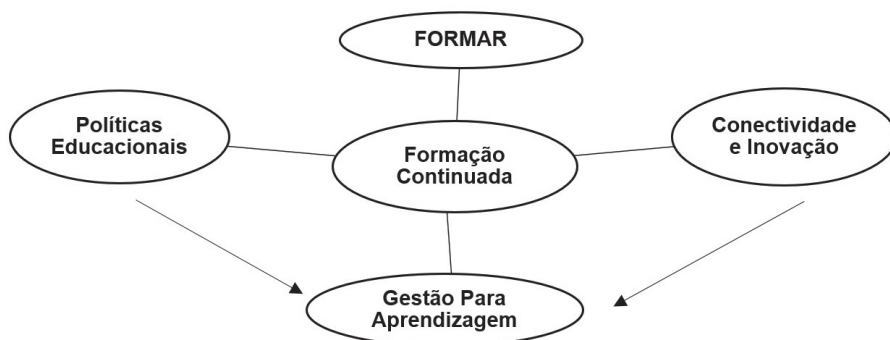 FORMAR
Políticas
Educacionais
Formação
Continuada
Conectividade
e Inovação
Gestão Para
Aprendizagem